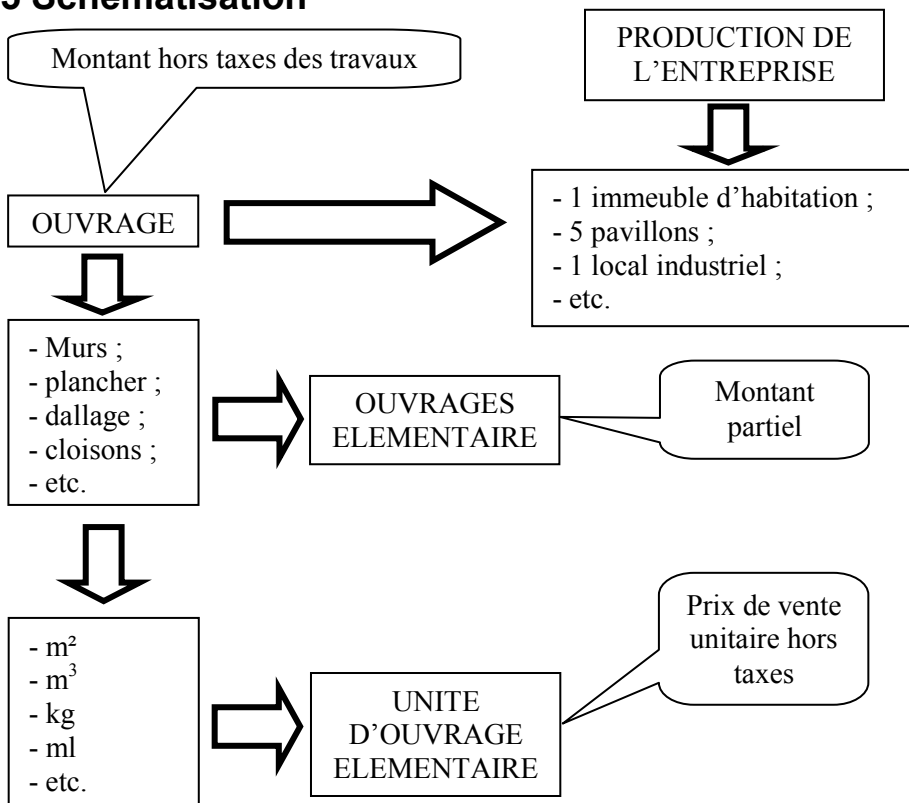 5 Schématisation
Montant hors taxes des travaux
PRODUCTION DE
L’ENTREPRISE
OUVRAGE
- 1 immeuble d’habitation ;
- 5 pavillons ;
- 1 local industriel ;
- etc.
- Murs ;
- plancher ;
- dallage ;
- cloisons ;
- etc.
OUVRAGES
ELEMENTAIRE
Montant
partiel
- m²
- m³
- kg
- ml
- etc.
UNITE
D’OUVRAGE
ELEMENTAIRE
Prix de vente
unitaire hors
taxes